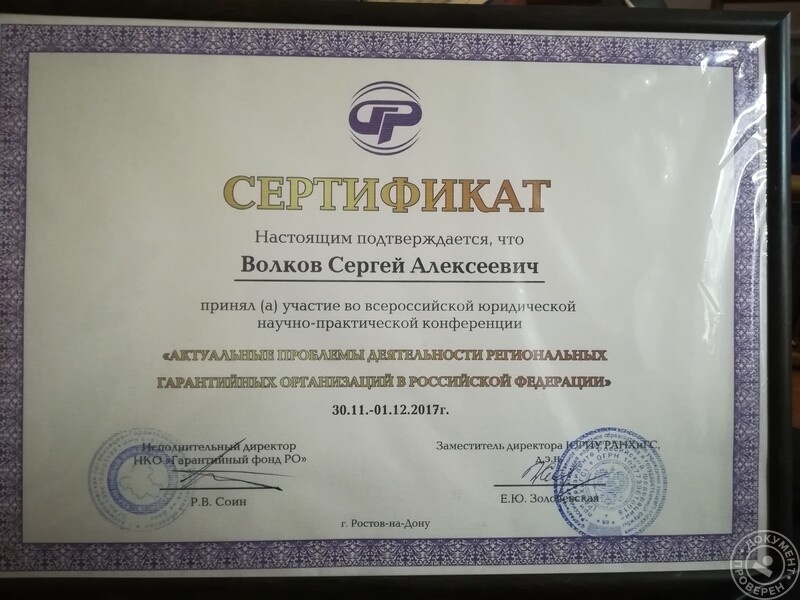 СЕРТИФИКАТ
Настоящим подтверждается, что
Волков Сергей Алексеевич
принял (а) участие во всероссийской юридической
научно-практической конференции
«АКТУАЛЬНЫЕ ПРОБЛЕМЫ ДЕЯТЕЛЬНОСТИ РЕГИОНАЛЬНЫХ
ГАРАНТИЙНЫХ ОРГАНИЗАЦИЙ В РОССИЙСКОЙ ФЕДЕРАЦИИ»
30.11.-01.12.2017г.
Исполнительный директор
НКО «Гарантийный фонд РО»
Р.В. Соин
Заместитель директора ЮРИУ РАНХиГС,
д.э.н.
Е.Ю. Золочевская
г. Ростов-на-Дону
ДОКУМЕНТ
ПРОВЕРЕН